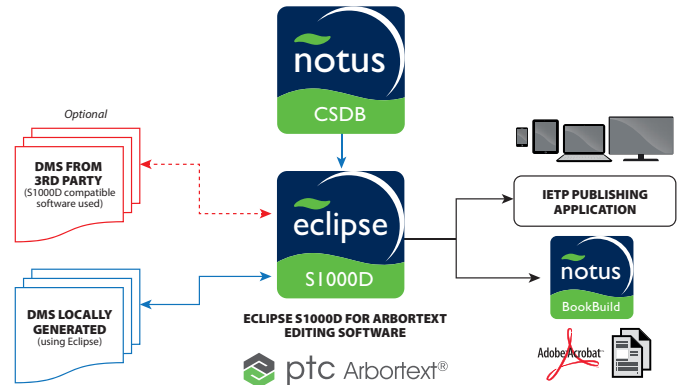 notus
CSDB
Optional
DMS FROM
3RD PARTY
(S1000D compatible
software used)
eclipse
S1000D
IETP PUBLISHING
APPLICATION
notus
BookBuild
DMS LOCALLY
GENERATED
(using Eclipse)
ECLIPSE S1000D FOR ARBORTEXT
EDITING SOFTWARE
ptc Arbortext®
Adobe Acrobat™